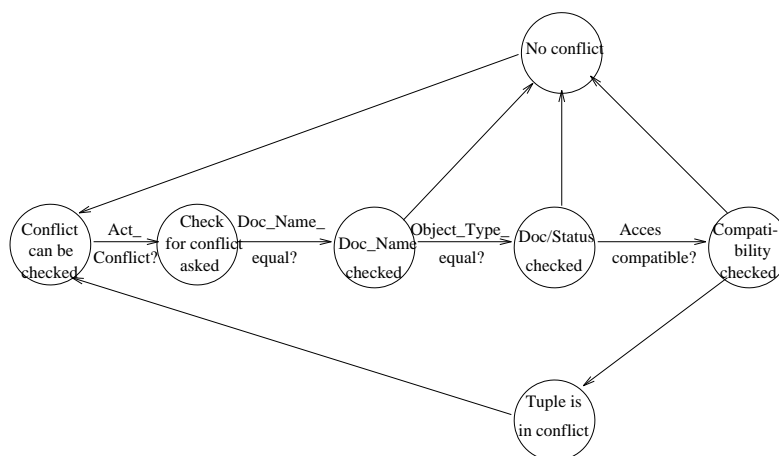 No conflict
Conflict
can be
checked
Act_
Conflict?
Check
for conflict
asked
Doc_Name_
equal?
Doc_Name
checked
Object_Type_
equal?
Doc/Status
checked
Acces
compatible?
Compati-
bility
checked
Tuple is
in conflict